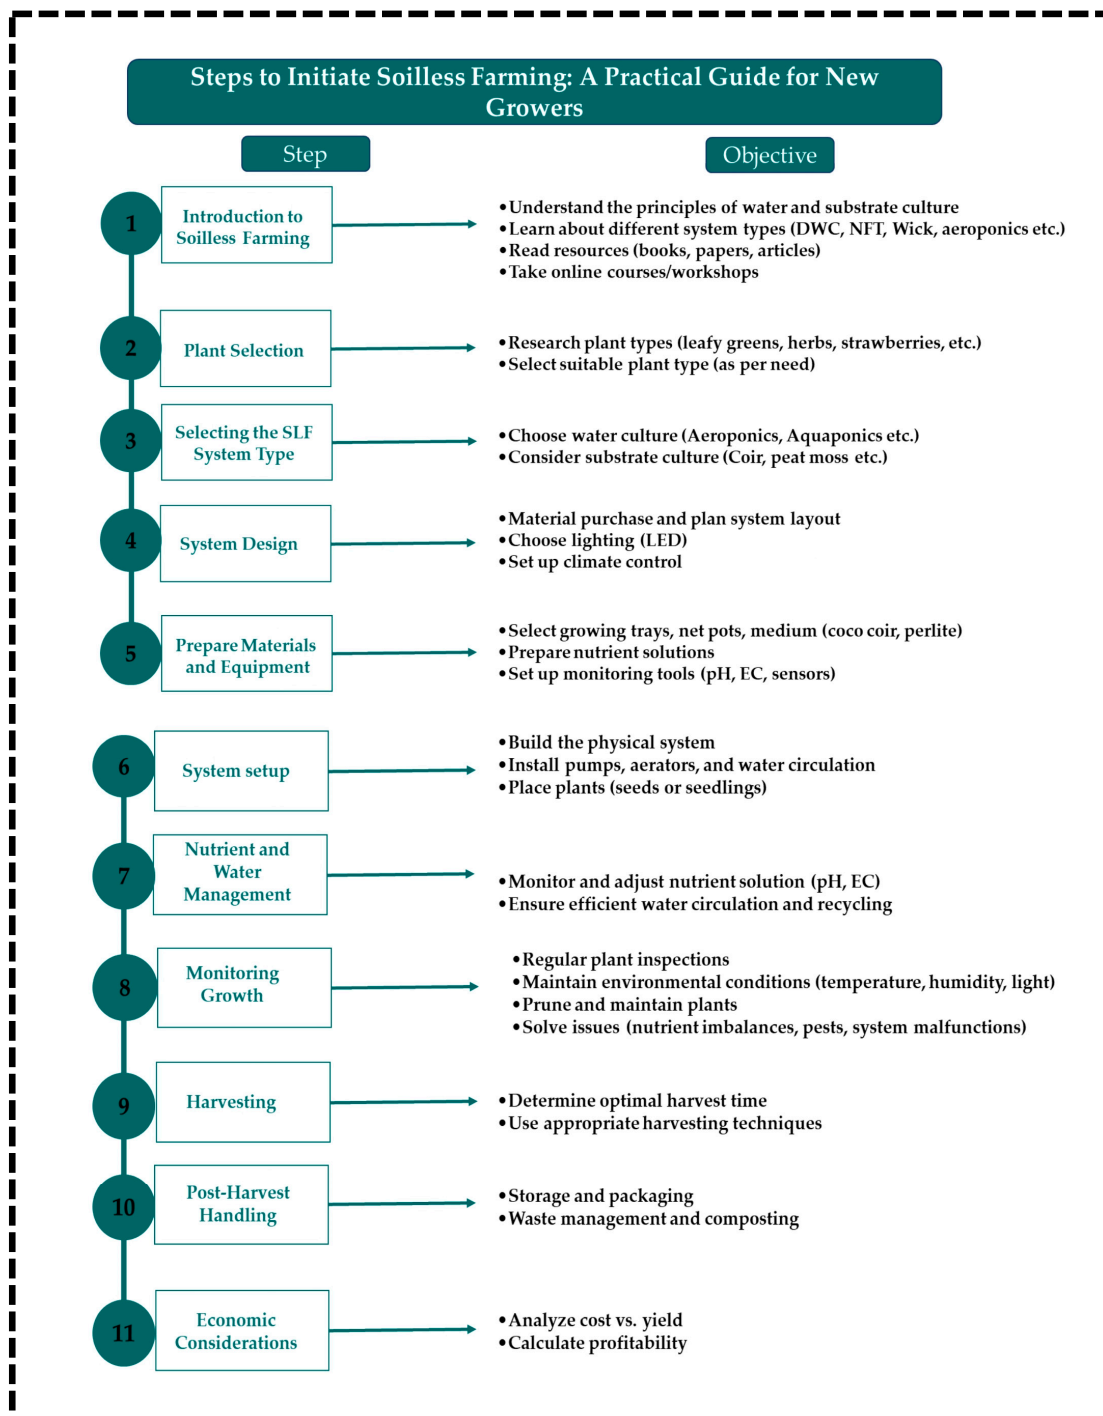 Steps to Initiate Soilless Farming: A Practical Guide for New
Growers
Step
Objective
1
Introduction to
Soilless Farming
•Understand the principles of water and substrate culture
•Learn about different system types (DWC, NFT, Wick, aeroponics etc.)
•Read resources (books, papers, articles)
•Take online courses/workshops
2
Plant Selection
•Research plant types (leafy greens, herbs, strawberries, etc.)
•Select suitable plant type (as per need)
3
Selecting the SLF
System Type
•Choose water culture (Aeroponics, Aquaponics etc.)
•Consider substrate culture (Coir, peat moss etc.)
4
System Design
•Material purchase and plan system layout
•Choose lighting (LED)
•Set up climate control
5
Prepare Materials
and Equipment
•Select growing trays, net pots, medium (coco coir, perlite)
•Prepare nutrient solutions
•Set up monitoring tools (pH, EC, sensors)
6
System setup
•Build the physical system
•Install pumps, aerators, and water circulation
•Place plants (seeds or seedlings)
7
Nutrient and
Water
Management
•Monitor and adjust nutrient solution (pH, EC)
•Ensure efficient water circulation and recycling
8
Monitoring
Growth
•Regular plant inspections
•Maintain environmental conditions (temperature, humidity, light)
•Prune and maintain plants
•Solve issues (nutrient imbalances, pests, system malfunctions)
9
Harvesting
•Determine optimal harvest time
•Use appropriate harvesting techniques
10
Post-Harvest
Handling
•Storage and packaging
•Waste management and composting
11
Economic
Considerations
•Analyze cost vs. yield
•Calculate profitability